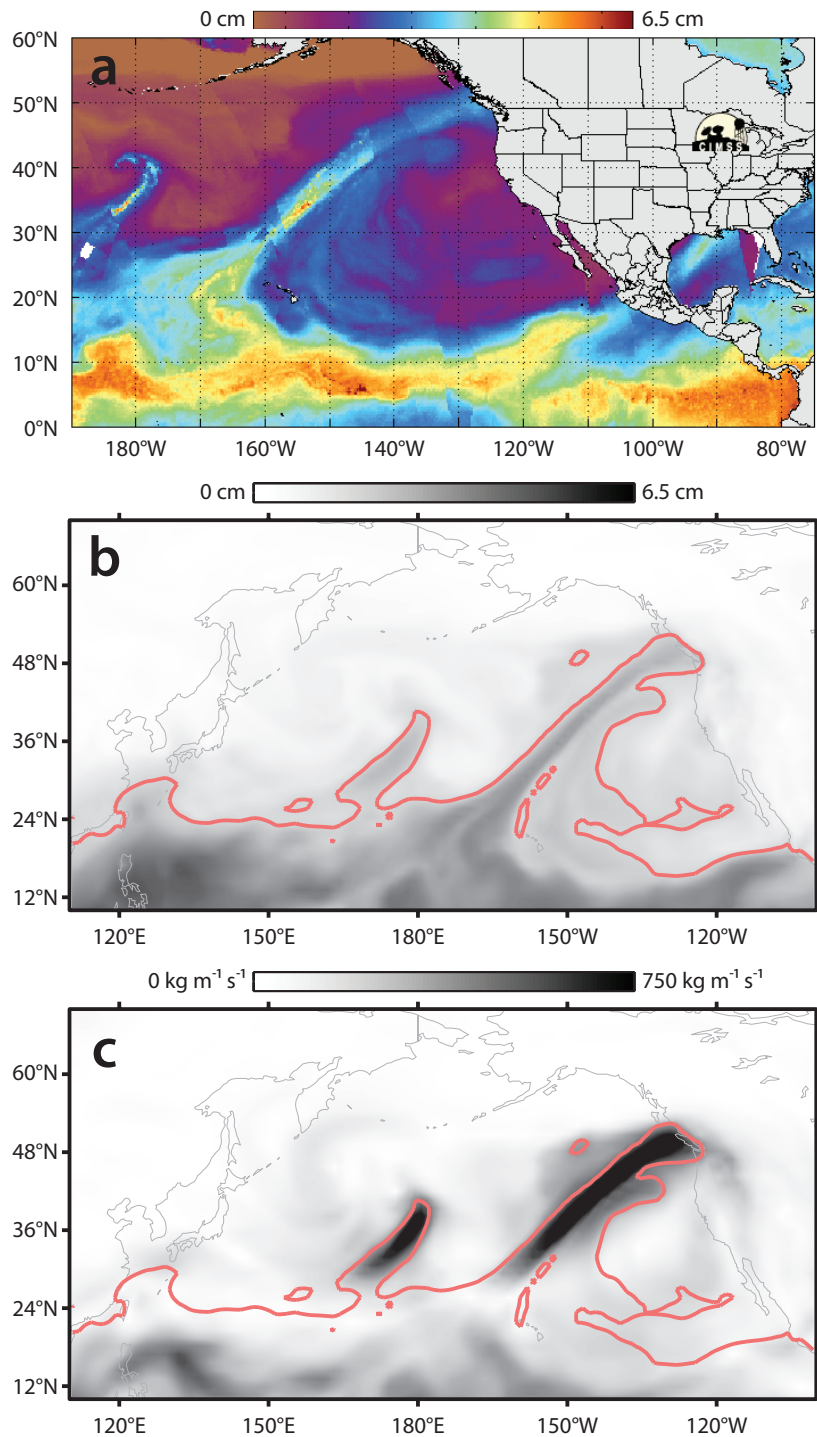 0 cm 6.5 cm
a
60°N
50°N
40°N
30°N
20°N
10°N
0°N
CIMSS
180°W 160°W 140°W 120°W 100°W 80°W
0 cm 6.5 cm
b
60°N
48°N
36°N
24°N
12°N
120°E 150°E 180°E 150°W 120°W
0 kg m⁻¹ s⁻¹ 750 kg m⁻¹ s⁻¹
c
60°N
48°N
36°N
24°N
12°N
120°E 150°E 180°E 150°W 120°W